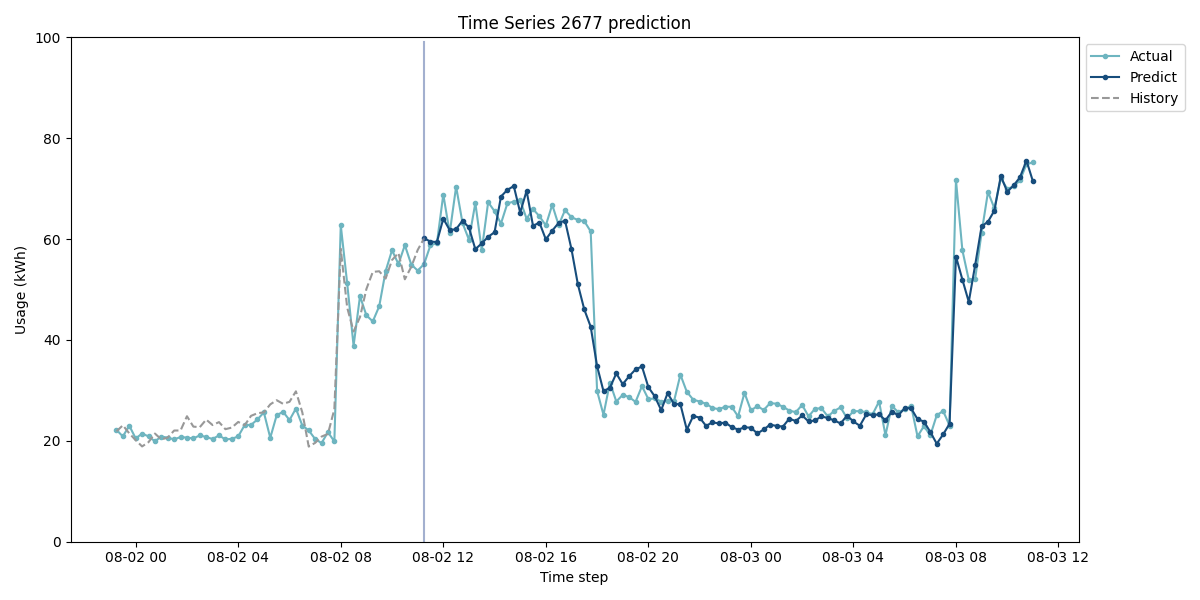 Time Series 2677 prediction
100
80
60
40
20
0
Usage (kWh)
08-02 00
08-02 04
08-02 08
08-02 12
08-02 16
08-02 20
08-03 00
08-03 04
08-03 08
08-03 12
Time step
Actual
Predict
History